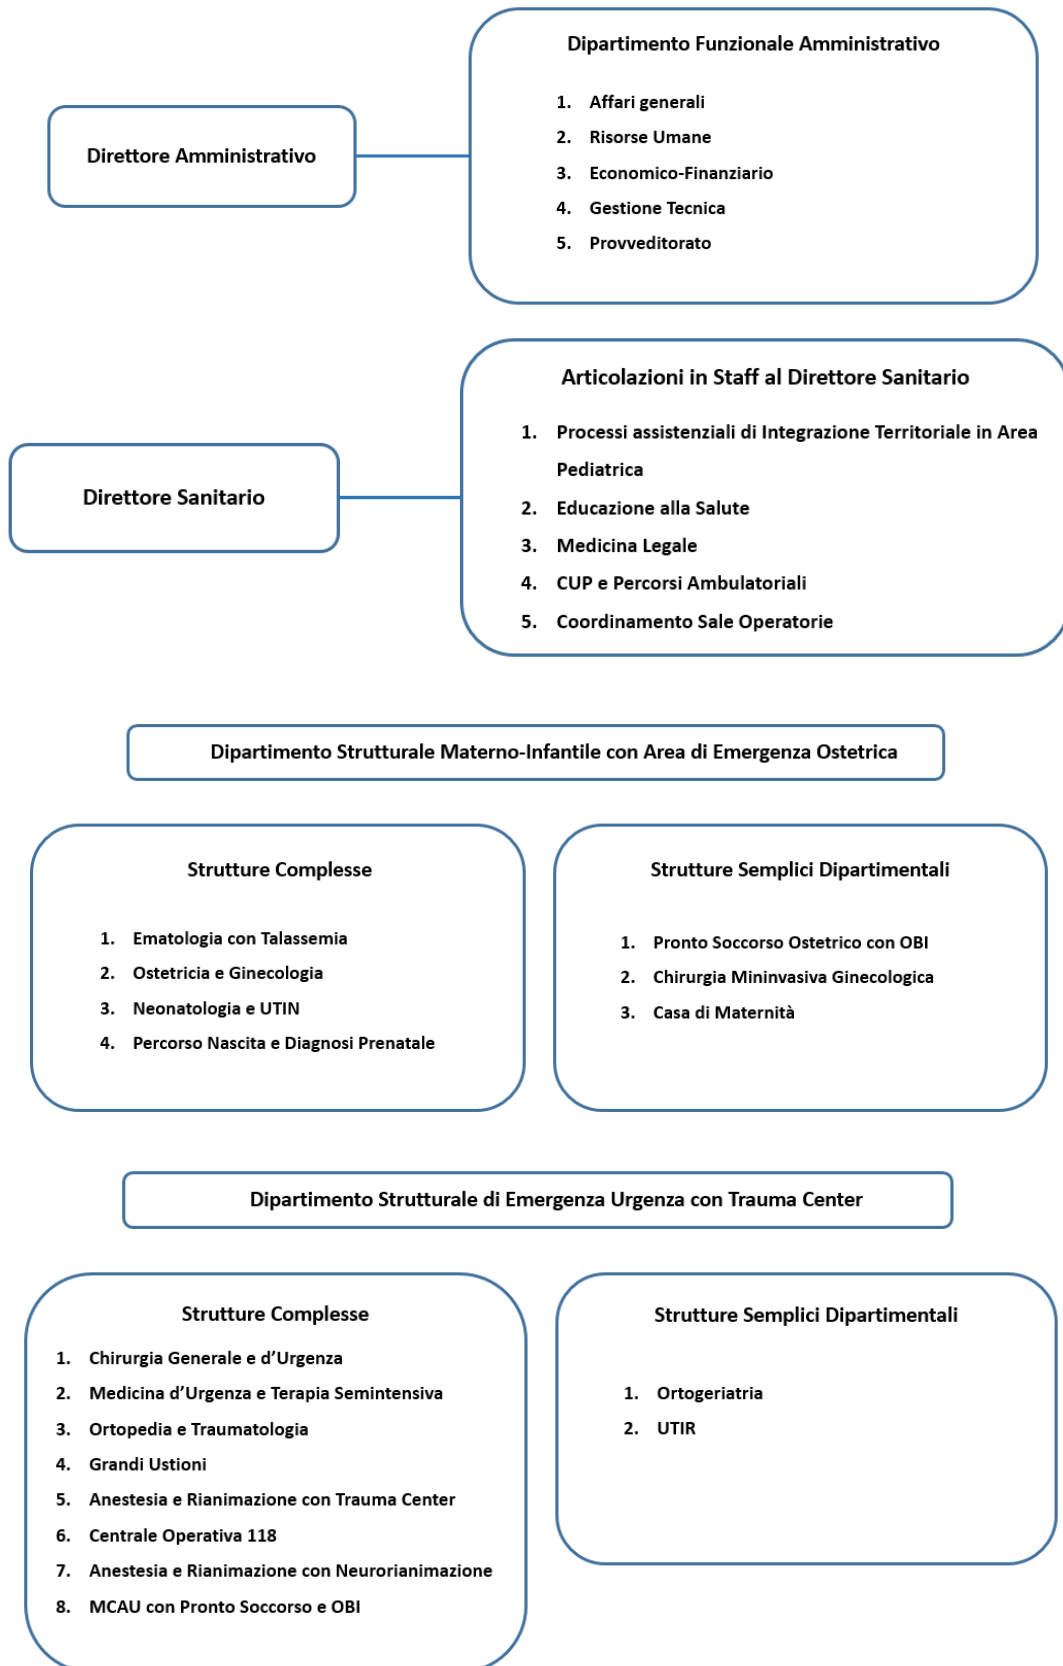 Dipartimento Funzionale Amministrativo
1. Affari generali
2. Risorse Umane
3. Economico-Finanziario
4. Gestione Tecnica
5. Provveditorato
Direttore Amministrativo
Articolazioni in Staff al Direttore Sanitario
1. Processi assistenziali di Integrazione Territoriale in Area
Pediatrica
2. Educazione alla Salute
3. Medicina Legale
4. CUP e Percorsi Ambulatoriali
5. Coordinamento Sale Operatorie
Direttore Sanitario
Dipartimento Strutturale Materno-Infantile con Area di Emergenza Ostetrica
Strutture Complesse
1. Ematologia con Talassemia
2. Ostetricia e Ginecologia
3. Neonatologia e UTIN
4. Percorso Nascita e Diagnosi Prenatale
Strutture Semplici Dipartimentali
1. Pronto Soccorso Ostetrico con OBI
2. Chirurgia Mininvasiva Ginecologica
3. Casa di Maternità
Dipartimento Strutturale di Emergenza Urgenza con Trauma Center
Strutture Complesse
1. Chirurgia Generale e d’Urgenza
2. Medicina d’Urgenza e Terapia Semintensiva
3. Ortopedia e Traumatologia
4. Grandi Ustioni
5. Anestesia e Rianimazione con Trauma Center
6. Centrale Operativa 118
7. Anestesia e Rianimazione con Neurorianimazione
8. MCAU con Pronto Soccorso e OBI
Strutture Semplici Dipartimentali
1. Ortogeriatria
2. UTIR